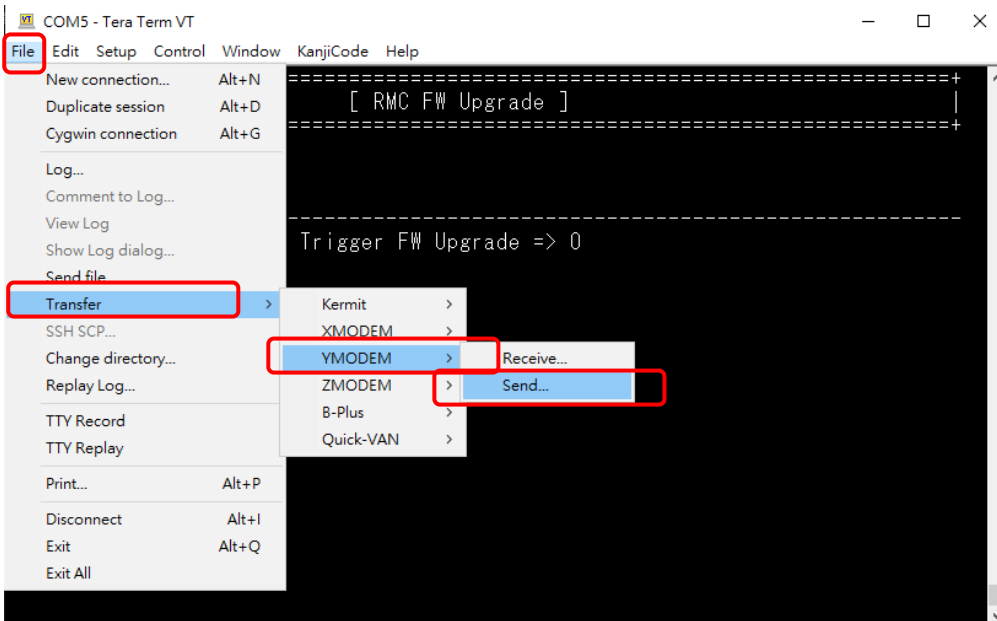 COM5 - Tera Term VT
File Edit Setup Control Window KanjiCode Help
New connection... Alt+N
Duplicate session Alt+D
Cygwin connection Alt+G
Log...
Comment to Log...
View Log
Show Log dialog...
Send file...
Transfer
SSH SCP...
Change directory...
Replay Log...
TTY Record
TTY Replay
Print... Alt+P
Disconnect Alt+I
Exit Alt+Q
Exit All
Kermit
XMODEM
YMODEM
ZMODEM
B-Plus
Quick-VAN
Receive...
Send...
[ RMC FW Upgrade ]
Trigger FW Upgrade => 0